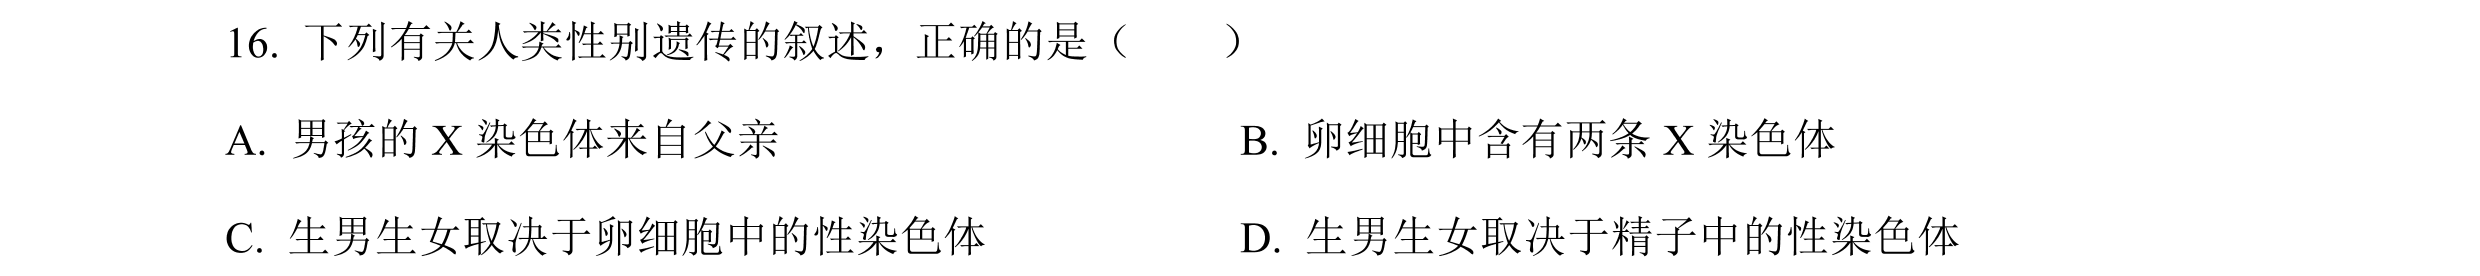 16. 下列有关人类性别遗传的叙述，正确的是（　　）
A. 男孩的 X 染色体来自父亲　　B. 卵细胞中含有两条 X 染色体
C. 生男生女取决于卵细胞中的性染色体　　D. 生男生女取决于精子中的性染色体